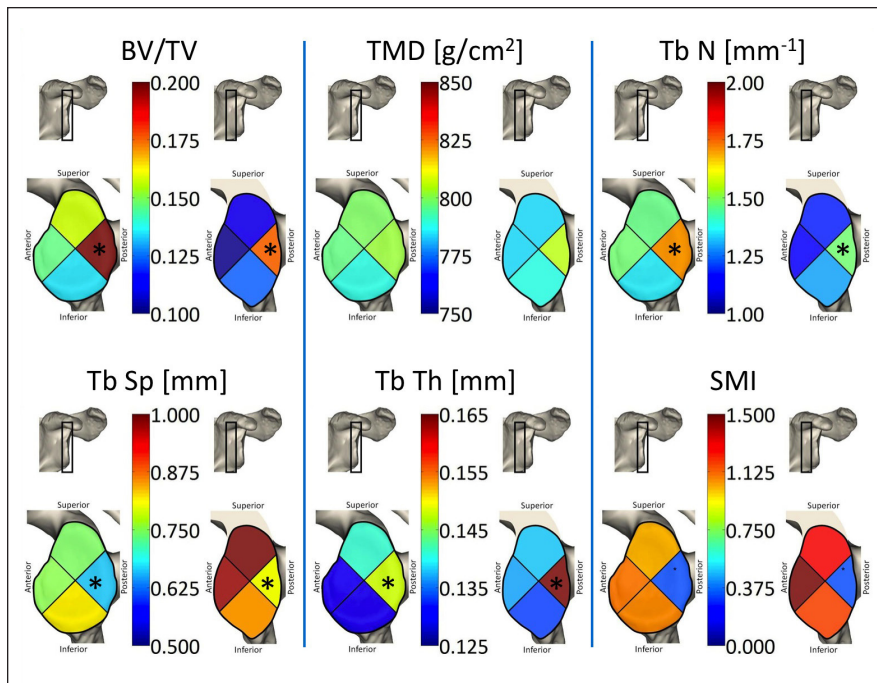 BV/TV
TMD [g/cm²]
Tb N [mm⁻¹]
0.200
0.175
0.150
0.125
0.100
850
825
800
775
750
2.00
1.75
1.50
1.25
1.00
Superior
Anterior
*
Posterior
Inferior
Superior
Anterior
*
Posterior
Inferior
Superior
Anterior
Posterior
Inferior
Superior
Anterior
Posterior
Inferior
Superior
Anterior
*
Posterior
Inferior
Superior
Anterior
*
Posterior
Inferior
Tb Sp [mm]
Tb Th [mm]
SMI
1.000
0.875
0.750
0.625
0.500
0.165
0.155
0.145
0.135
0.125
1.500
1.125
0.750
0.375
0.000
Superior
Anterior
*
Posterior
Inferior
Superior
Anterior
*
Posterior
Inferior
Superior
Anterior
*
Posterior
Inferior
Superior
Anterior
*
Posterior
Inferior
Superior
Anterior
*
Posterior
Inferior
Superior
Anterior
*
Posterior
Inferior